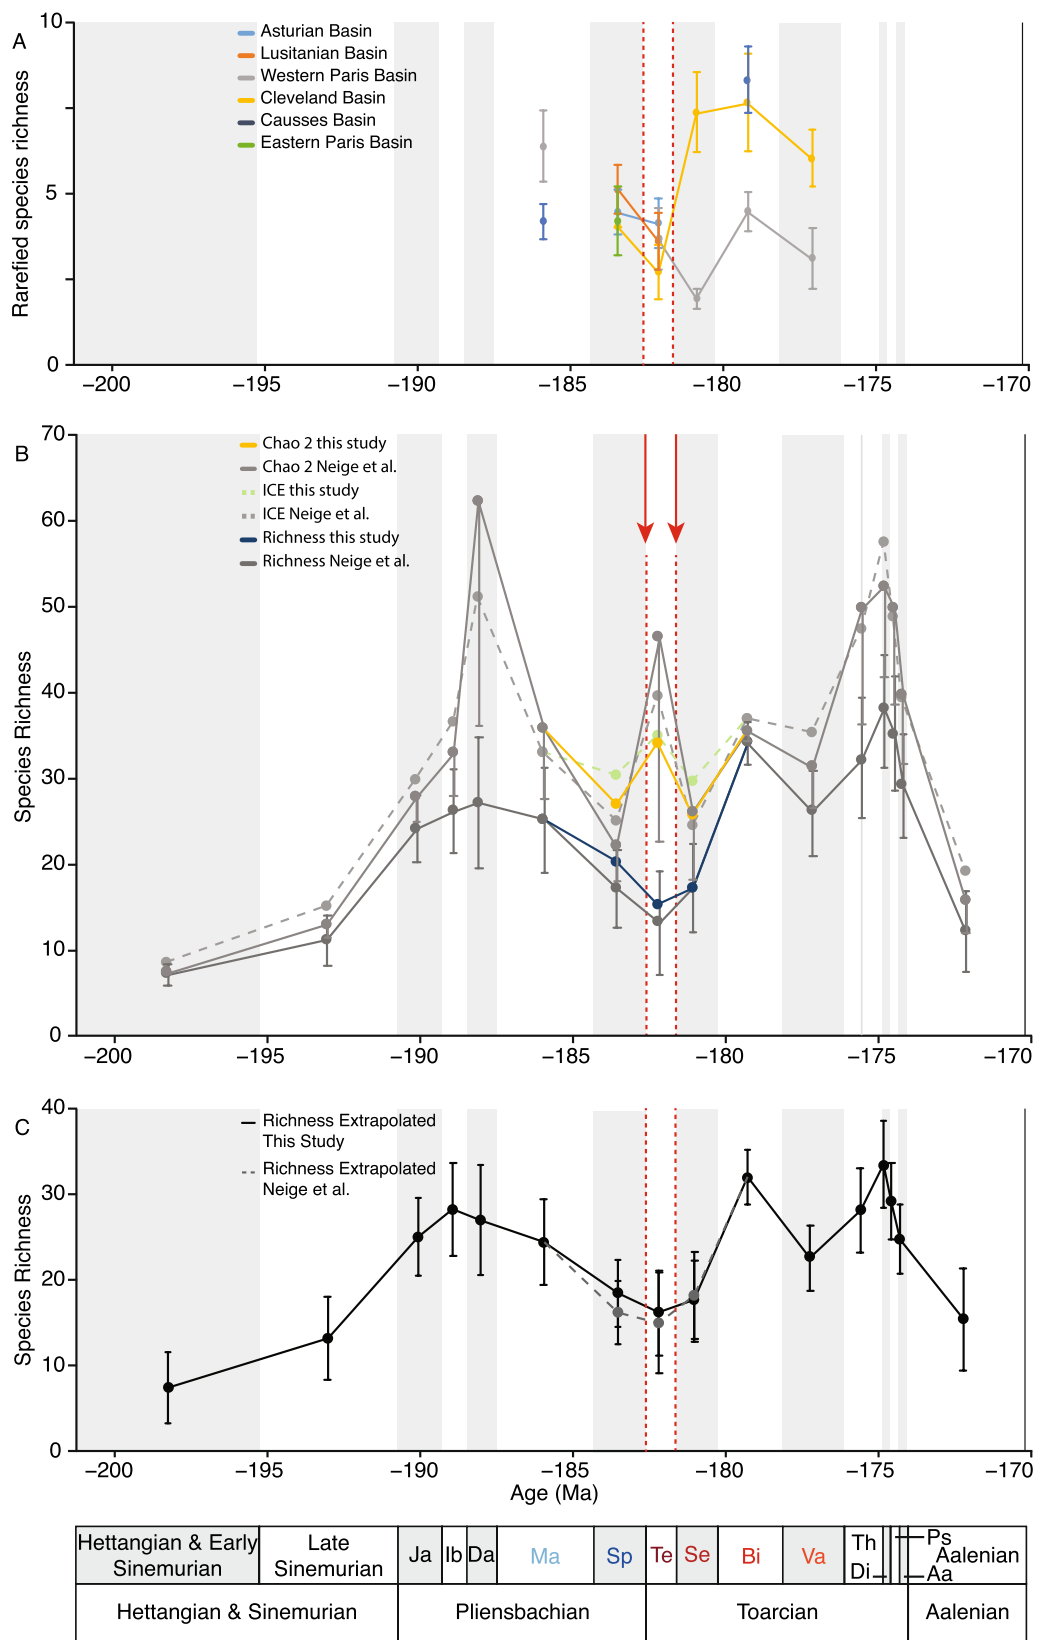 A
Rarefied species richness
10
5
0
Asturian Basin
Lusitanian Basin
Western Paris Basin
Cleveland Basin
Causses Basin
Eastern Paris Basin
−200 −195 −190 −185 −180 −175 −170
B
Species Richness
70
60
50
40
30
20
10
0
Chao 2 this study
Chao 2 Neige et al.
ICE this study
ICE Neige et al.
Richness this study
Richness Neige et al.
−200 −195 −190 −185 −180 −175 −170
C
Species Richness
40
30
20
10
0
Richness Extrapolated
This Study
Richness Extrapolated
Neige et al.
−200 −195 −190 −185 −180 −175 −170
Age (Ma)
Hettangian & Early
Sinemurian
Late
Sinemurian
Ja Ib Da Ma Sp Te Se Bi Va
Th
Di
Ps
Aalenian
Aa
Hettangian & Sinemurian Pliensbachian Toarcian Aalenian